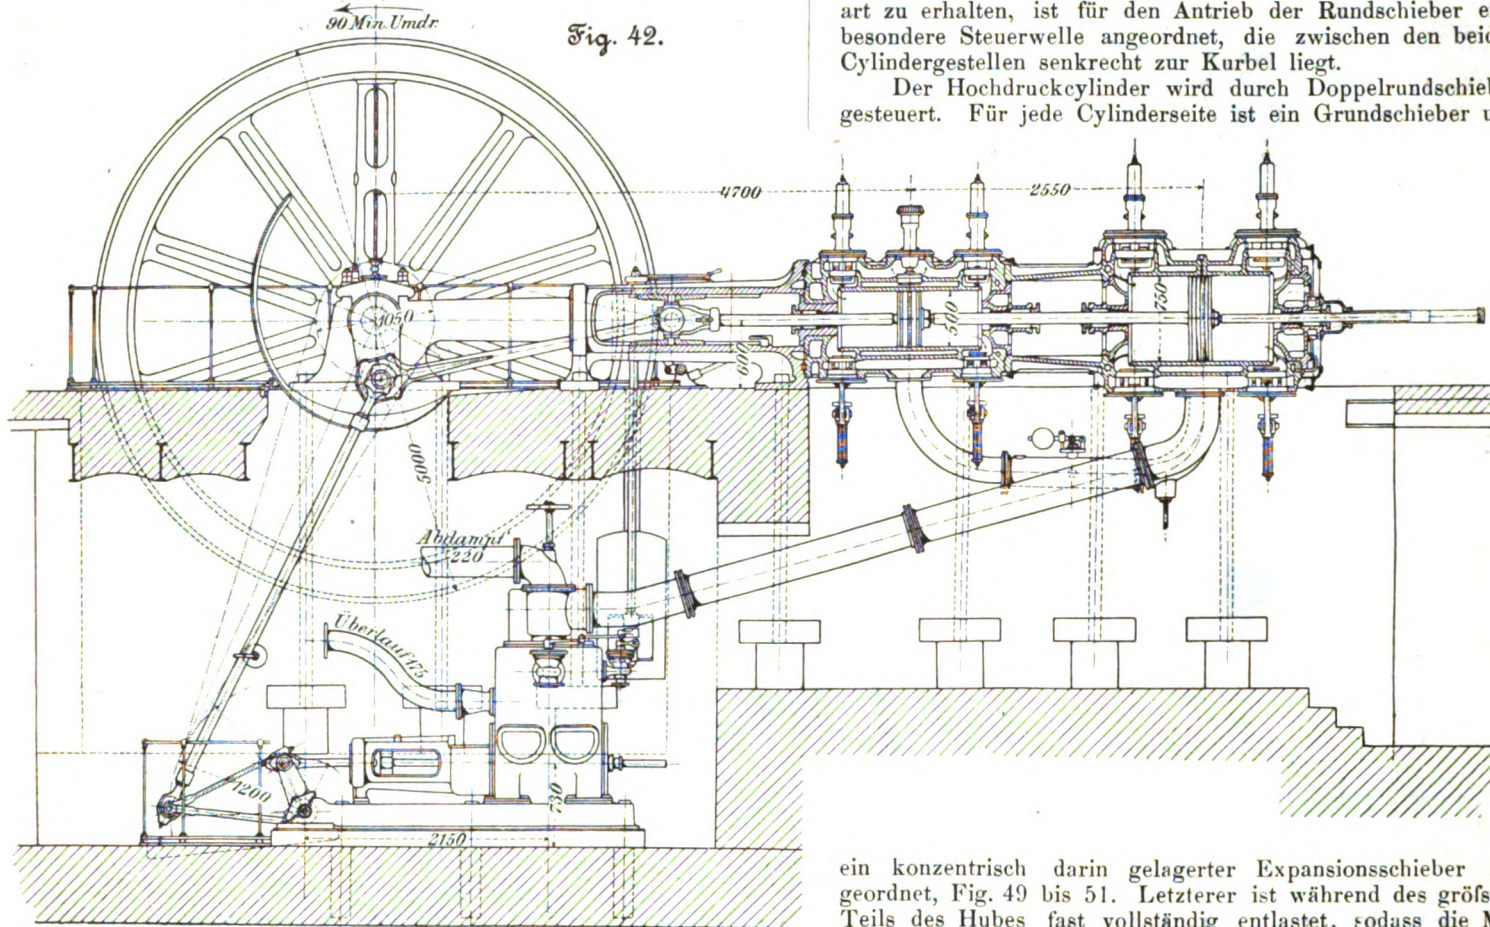 90 Min. Umdr.
Fig. 42.
art zu erhalten, ist für den Antrieb der Rundschieber
besondere Steuerwelle angeordnet, die zwischen den
Cylindergestellen senkrecht zur Kurbel liegt.
Der Hochdruckcylinder wird durch
gesteuert. Für jede Cylinderseite ist ein Grundschieber
4700
2550
1050
500
750
600
5000
Abdampf
220
Überlauf 175
1200
730
2150
ein konzentrisch darin gelagerter Expansionsschieber
geordnet, Fig. 49 bis 51. Letzterer ist während des
Teils des Hubes fast vollständig entlastet, sodass die